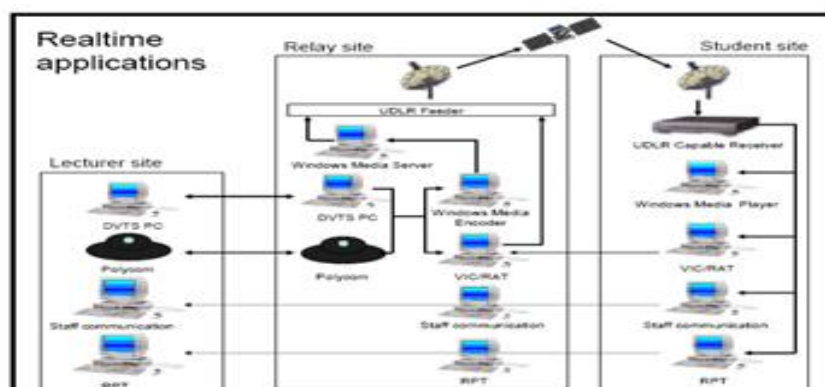 Realtime
applications
Relay site
Student site
UDLR Feeder
Windows Media Server
UDLR Capable Receiver
Lecturer site
DVTS PC
DVTS PC
Windows Media
Encoder
Windows Media Player
Polycom
Polycom
VIC/RAT
VIC/RAT
Staff communication
Staff communication
Staff communication
RPT
RPT
RPT